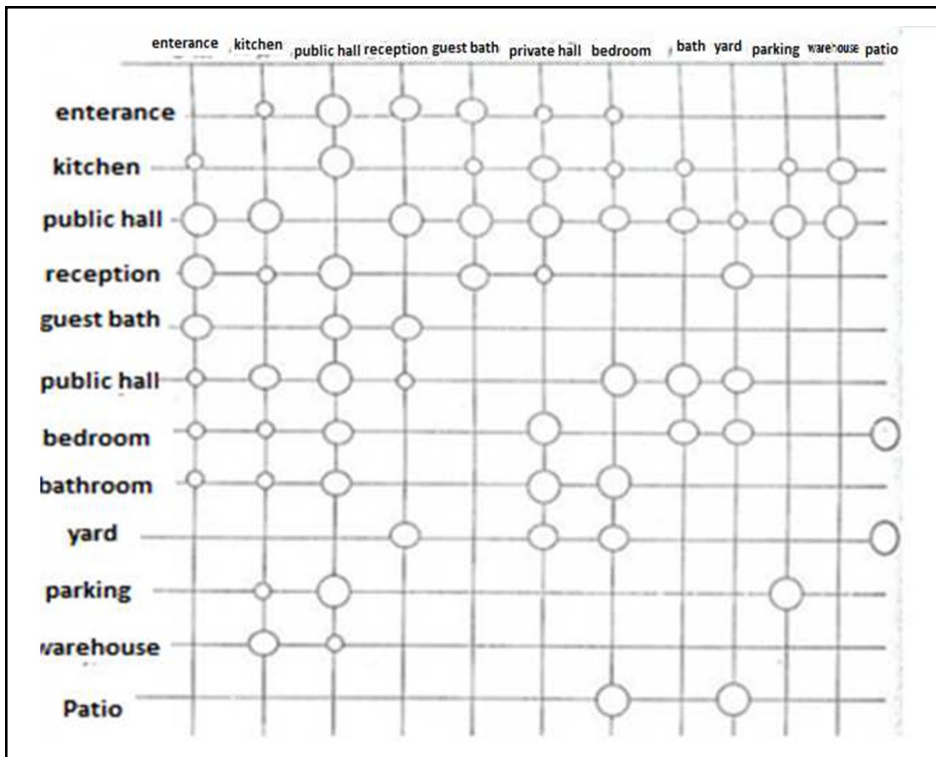 enterance kitchen public hall reception guest bath private hall bedroom bath yard parking warehouse patio
enterance
kitchen
public hall
reception
guest bath
public hall
bedroom
bathroom
yard
parking
warehouse
Patio